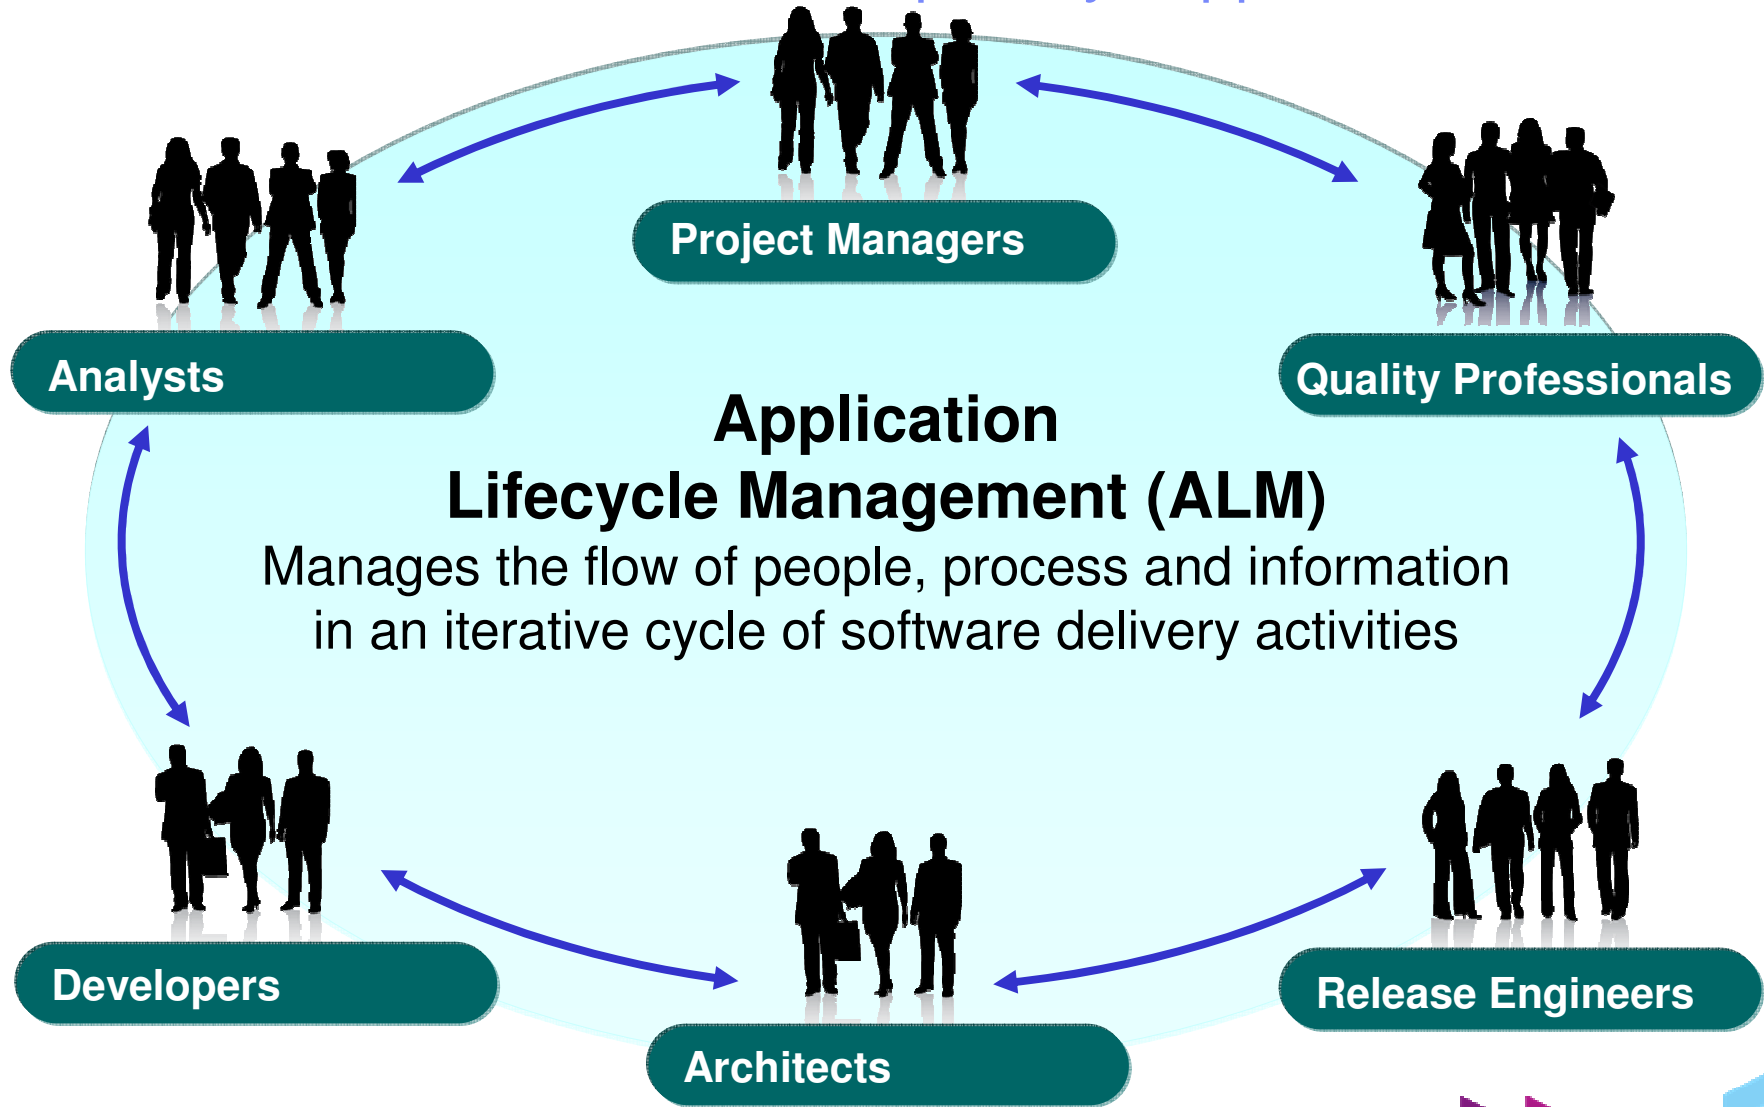 Project Managers
Analysts
Quality Professionals
Application
Lifecycle Management (ALM)
Manages the flow of people, process and information
in an iterative cycle of software delivery activities
Developers
Release Engineers
Architects